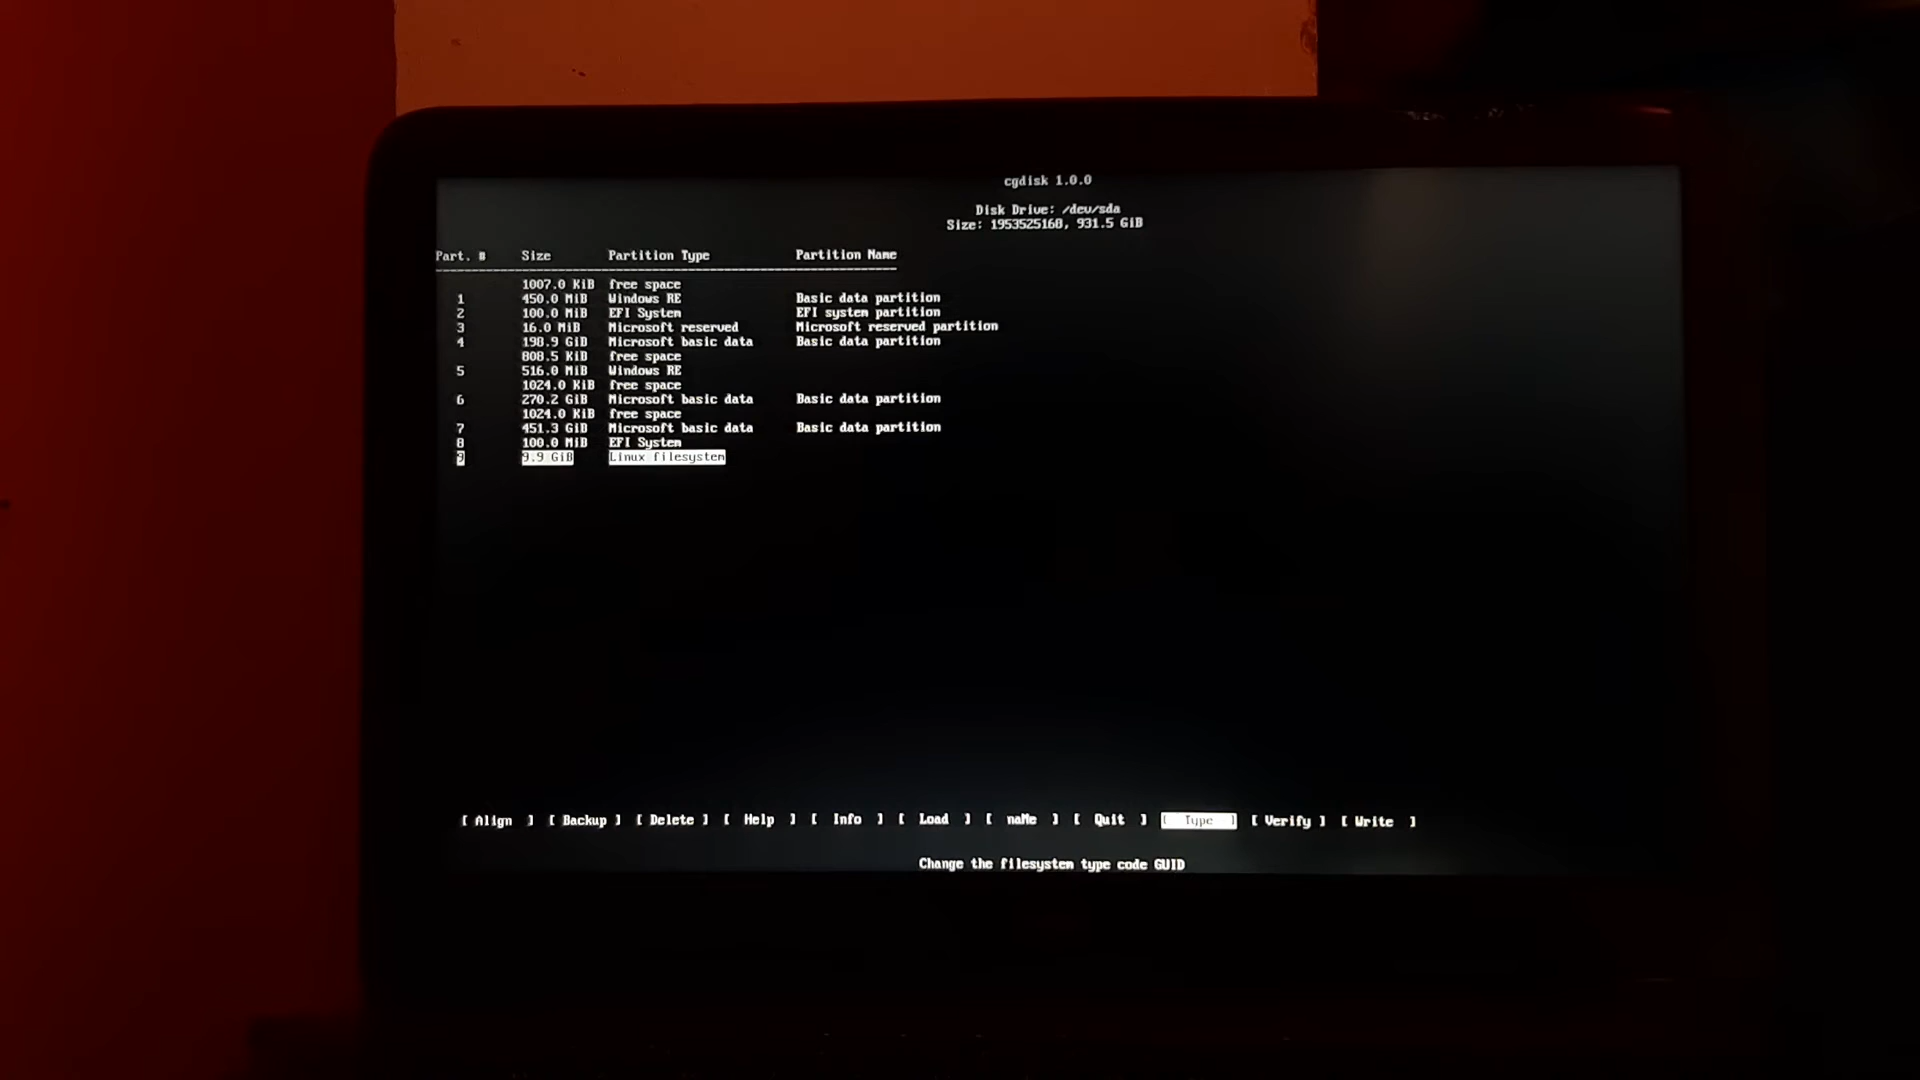 cgdisk 1.0.0
Disk Drive: /dev/sda
Size: 1953525168, 931.5 GiB
Part. # Size Partition Type Partition Name
1007.0 KiB free space
1 450.0 MiB Windows RE Basic data partition
2 100.0 MiB EFI System EFI system partition
3 16.0 MiB Microsoft reserved Microsoft reserved partition
4 198.9 GiB Microsoft basic data Basic data partition
808.5 KiB free space
5 516.0 MiB Windows RE
1024.0 KiB free space
6 270.2 GiB Microsoft basic data Basic data partition
1024.0 KiB free space
7 451.3 GiB Microsoft basic data Basic data partition
8 100.0 MiB EFI System
9 9.9 GiB Linux filesystem
[ Align ] [ Backup ] [ Delete ] [ Help ] [ Info ] [ Load ] [ naMe ] [ Quit ] [ Type ] [ Verify ] [ Write ]
Change the filesystem type code GUID